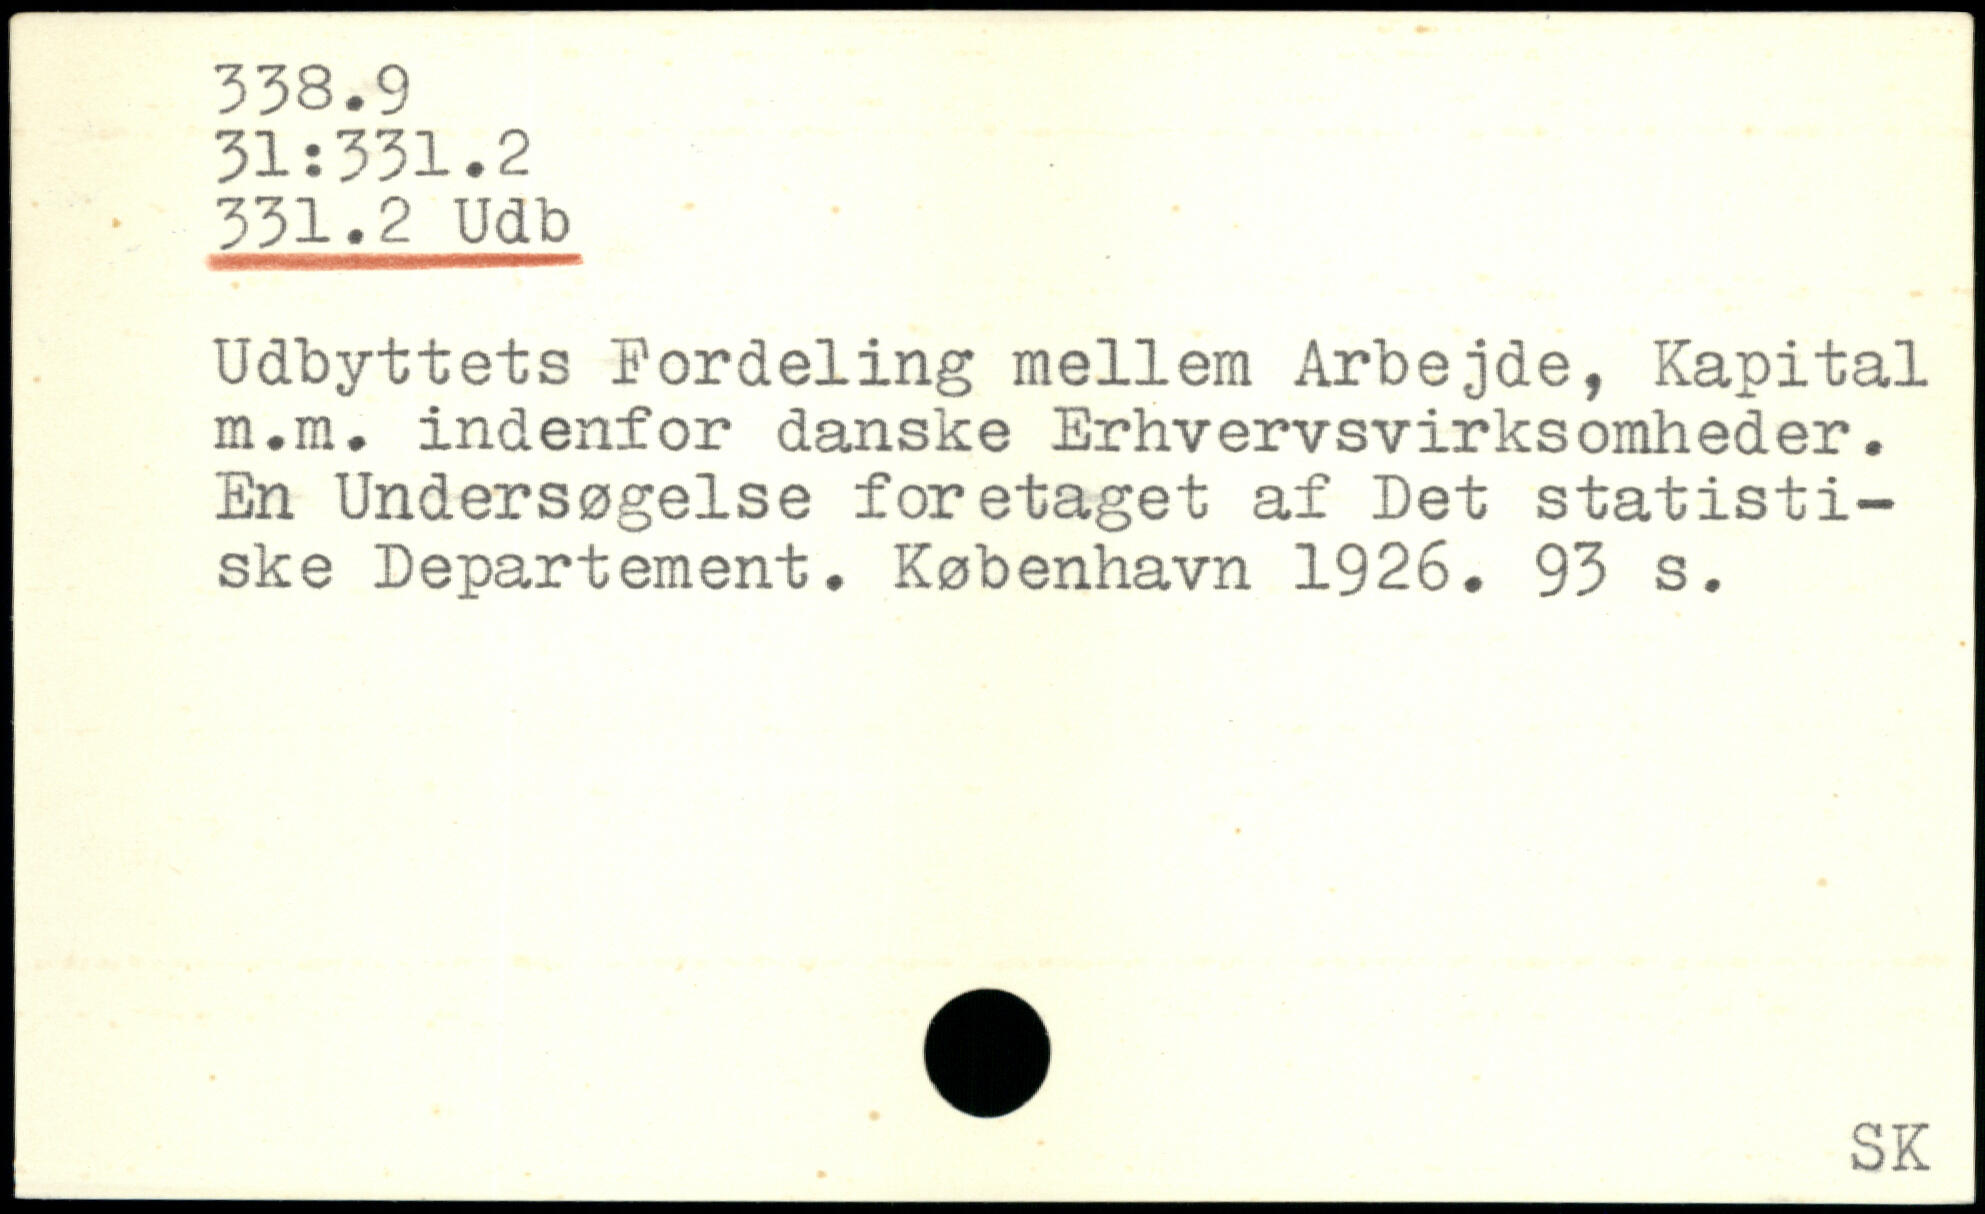 338.9
31:331.2
331.2 Udb
Udbyttets Fordeling mellem Arbejde, Kapital
m.m. indenfor danske Erhvervsvirksomheder.
En Undersøgelse foretaget af Det statisti-
ske Departement. København 1926. 93 s.
SK